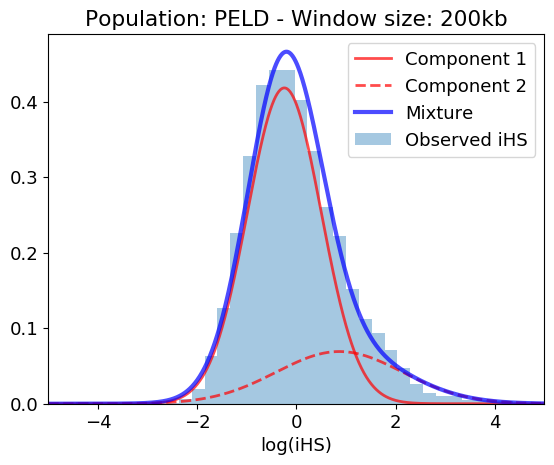 Population: PELD - Window size: 200kb
Component 1
Component 2
Mixture
Observed iHS
0.4
0.3
0.2
0.1
0.0
−4 −2 0 2 4
log(iHS)